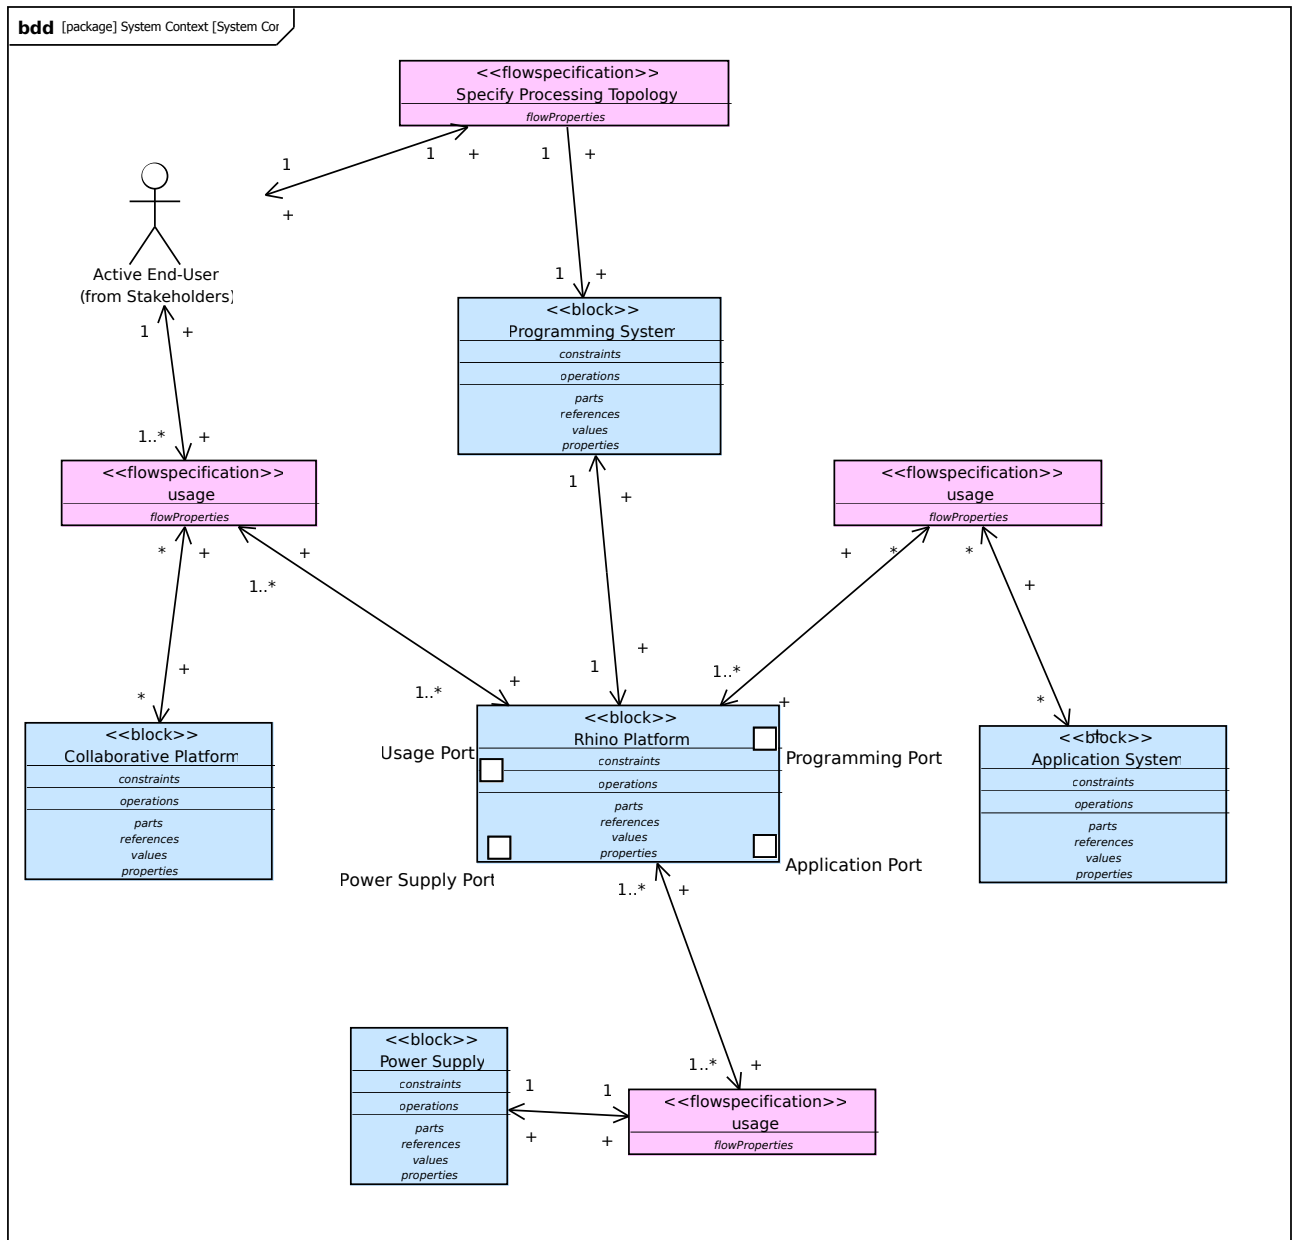 bdd [package] System Context [System Con
<<flowspecification>>
Specify Processing Topology
flowProperties
1
+
1 +
1 +
Active End-User
(from Stakeholders)
1 +
1..* +
1 +
<<block>>
Programming System
constraints
operations
parts
references
values
properties
<<flowspecification>>
usage
flowProperties
<<flowspecification>>
usage
flowProperties
1
+
* +
+
1..*
+ *
*
+
+
*
+
1..*
+
1
1..*
+
*
<<block>>
Collaborative Platform
constraints
operations
parts
references
values
properties
<<block>>
Rhino Platform
constraints
operations
parts
references
values
properties
Usage Port
Programming Port
Power Supply Port
Application Port
+
<<block>>
Application System
constraints
operations
parts
references
values
properties
1..* +
1..* +
<<block>>
Power Supply
constraints
operations
parts
references
values
properties
1
+
1
+
<<flowspecification>>
usage
flowProperties